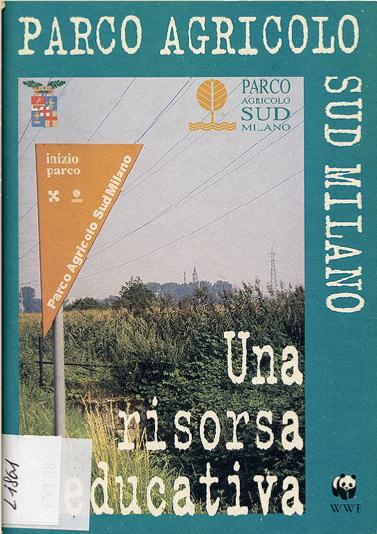 PARCO AGRICOLO
SUD MILANO
PARCO
AGRICOLO
SUD
MILANO
inizio
parco
Parco Agricolo Sud Milano
Una
risorsa
educativa
WWF